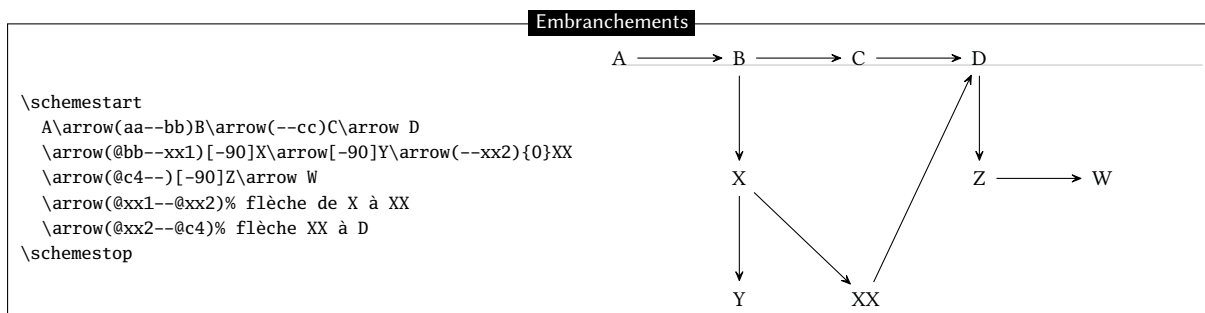 Embranchements
\schemestart
A\arrow(aa--bb)B\arrow(--cc)C\arrow D
\arrow(@bb--xx1)[-90]X\arrow[-90]Y\arrow(--xx2){0}XX
\arrow(@c4--)[-90]Z\arrow W
\arrow(@xx1--@xx2)% flèche de X à XX
\arrow(@xx2--@c4)% flèche XX à D
\schemestop
A B C D
X Z W
Y XX